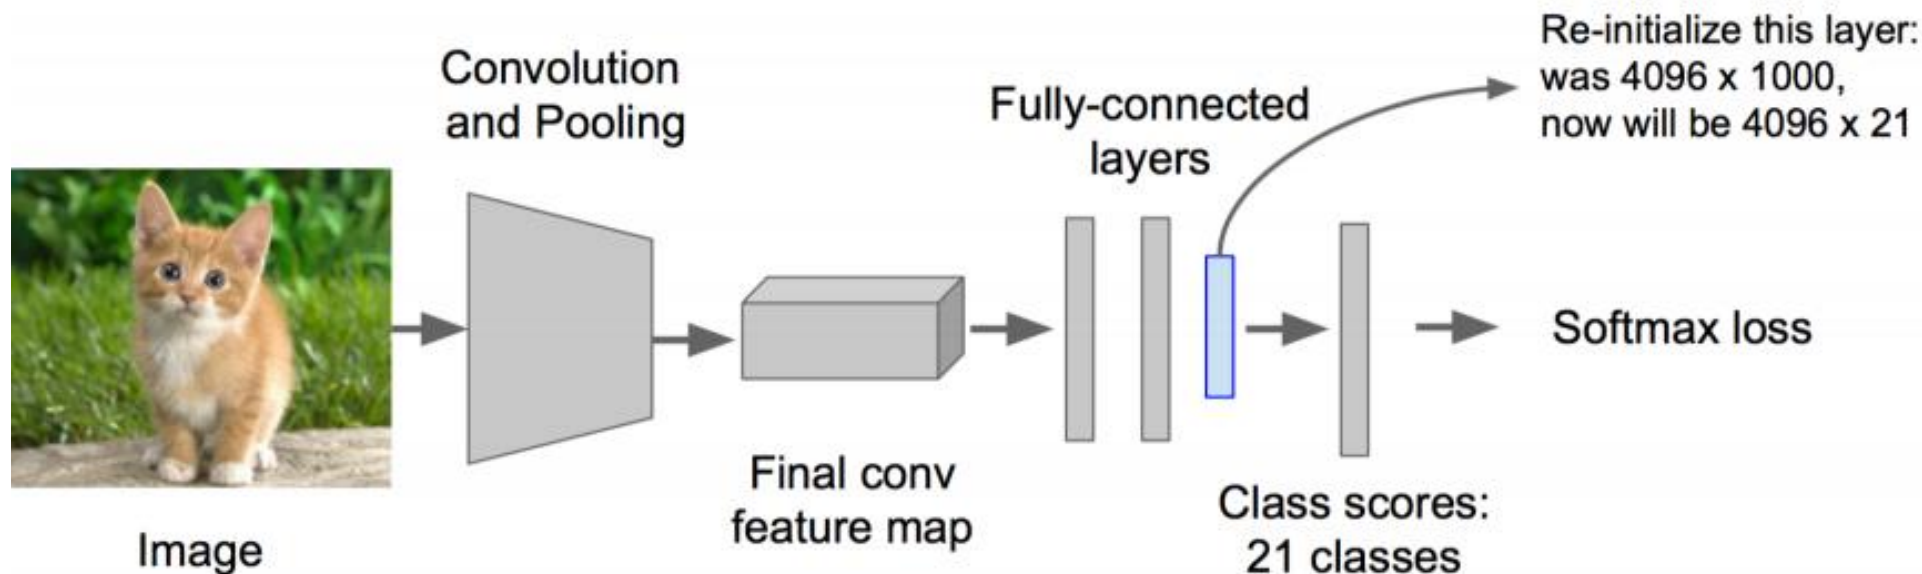 Image
Convolution
and Pooling
Final conv
feature map
Fully-connected
layers
Re-initialize this layer:
was 4096 x 1000,
now will be 4096 x 21
Class scores:
21 classes
Softmax loss